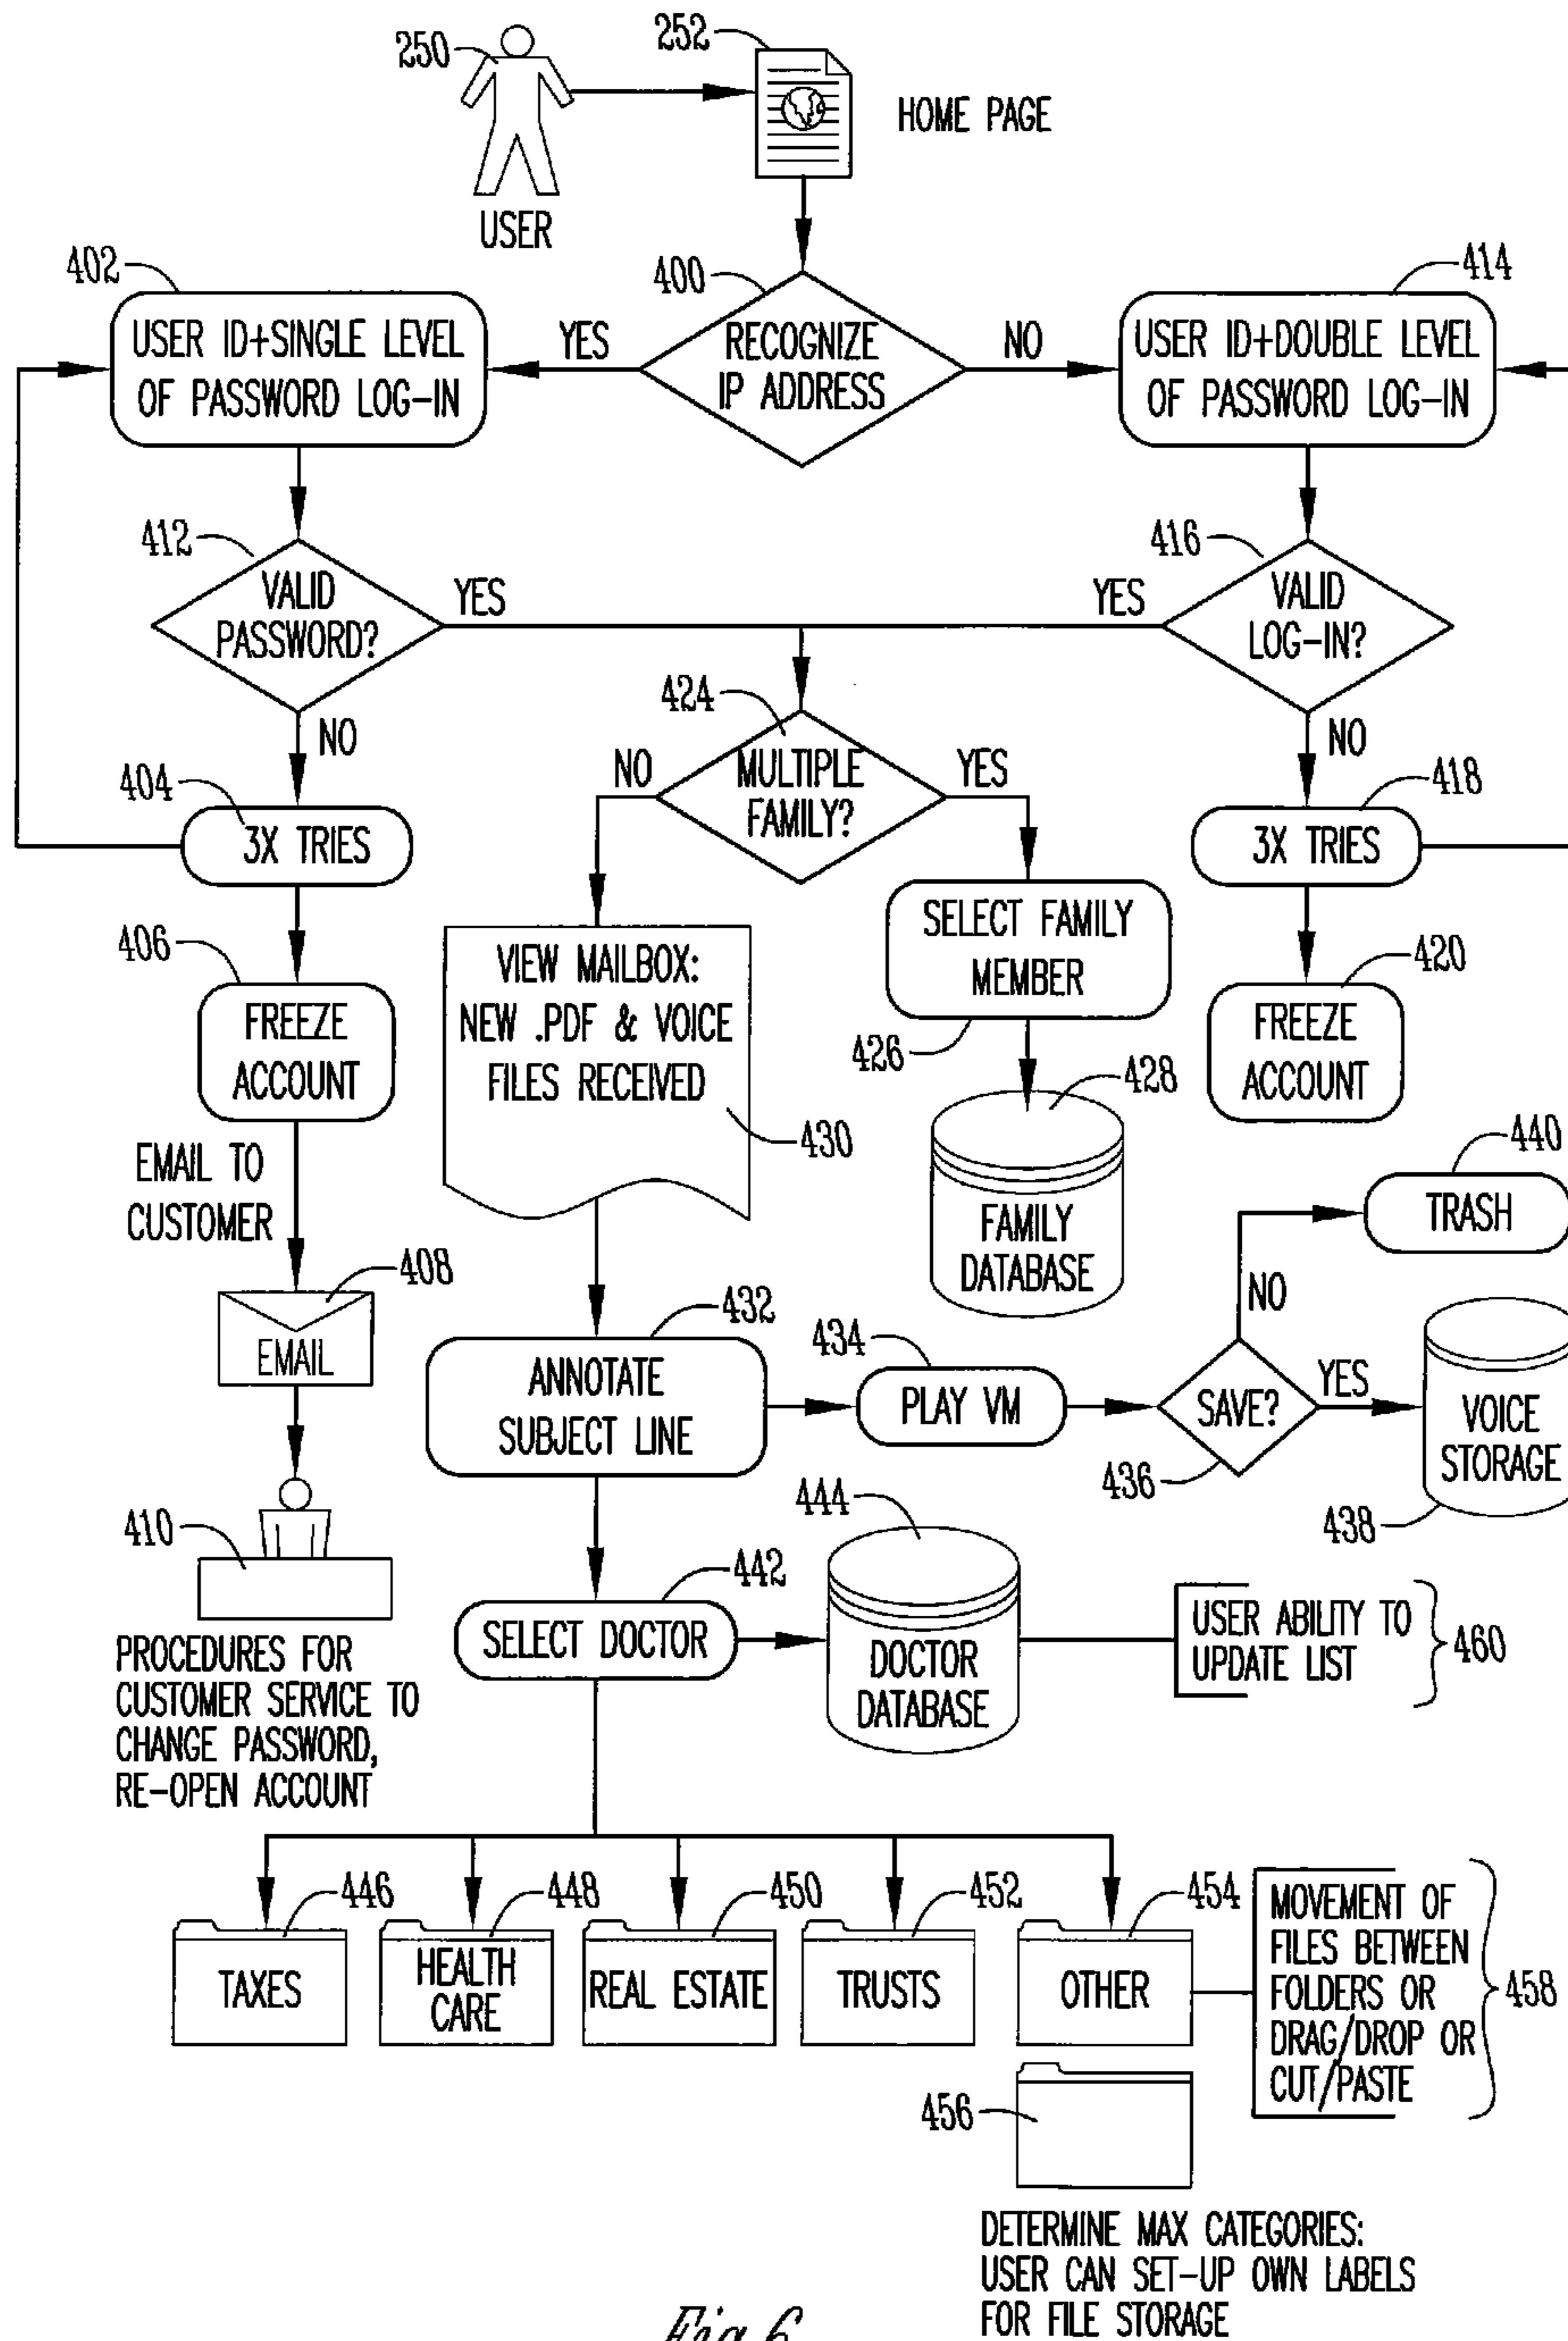 250
252
HOME PAGE
USER
402
400
414
USER ID+SINGLE LEVEL
OF PASSWORD LOG-IN
YES
RECOGNIZE
IP ADDRESS
NO
USER ID+DOUBLE LEVEL
OF PASSWORD LOG-IN
412
416
VALID
PASSWORD?
YES
YES
VALID
LOG-IN?
424
NO
NO
NO
MULTIPLE
FAMILY?
YES
404
418
3X TRIES
3X TRIES
406
VIEW MAILBOX:
NEW .PDF & VOICE
FILES RECEIVED
430
SELECT FAMILY
MEMBER
426
420
FREEZE
ACCOUNT
FREEZE
ACCOUNT
428
FAMILY
DATABASE
EMAIL TO
CUSTOMER
440
TRASH
408
EMAIL
432
ANNOTATE
SUBJECT LINE
434
PLAY VM
NO
SAVE?
YES
436
VOICE
STORAGE
438
410
444
442
SELECT DOCTOR
DOCTOR
DATABASE
USER ABILITY TO
UPDATE LIST
460
PROCEDURES FOR
CUSTOMER SERVICE TO
CHANGE PASSWORD,
RE-OPEN ACCOUNT
446
448
450
452
454
TAXES
HEALTH
CARE
REAL ESTATE
TRUSTS
OTHER
MOVEMENT OF
FILES BETWEEN
FOLDERS OR
DRAG/DROP OR
CUT/PASTE
458
456
DETERMINE MAX CATEGORIES:
USER CAN SET-UP OWN LABELS
FOR FILE STORAGE
Fig. 6